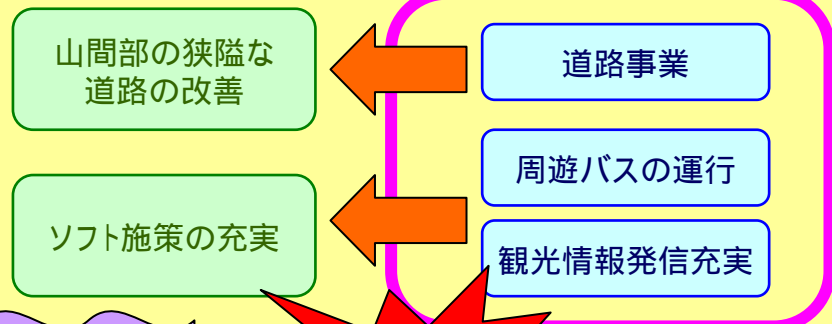 山間部の狭隘な
道路の改善
道路事業
周遊バスの運行
ソフト施策の充実
観光情報発信充実